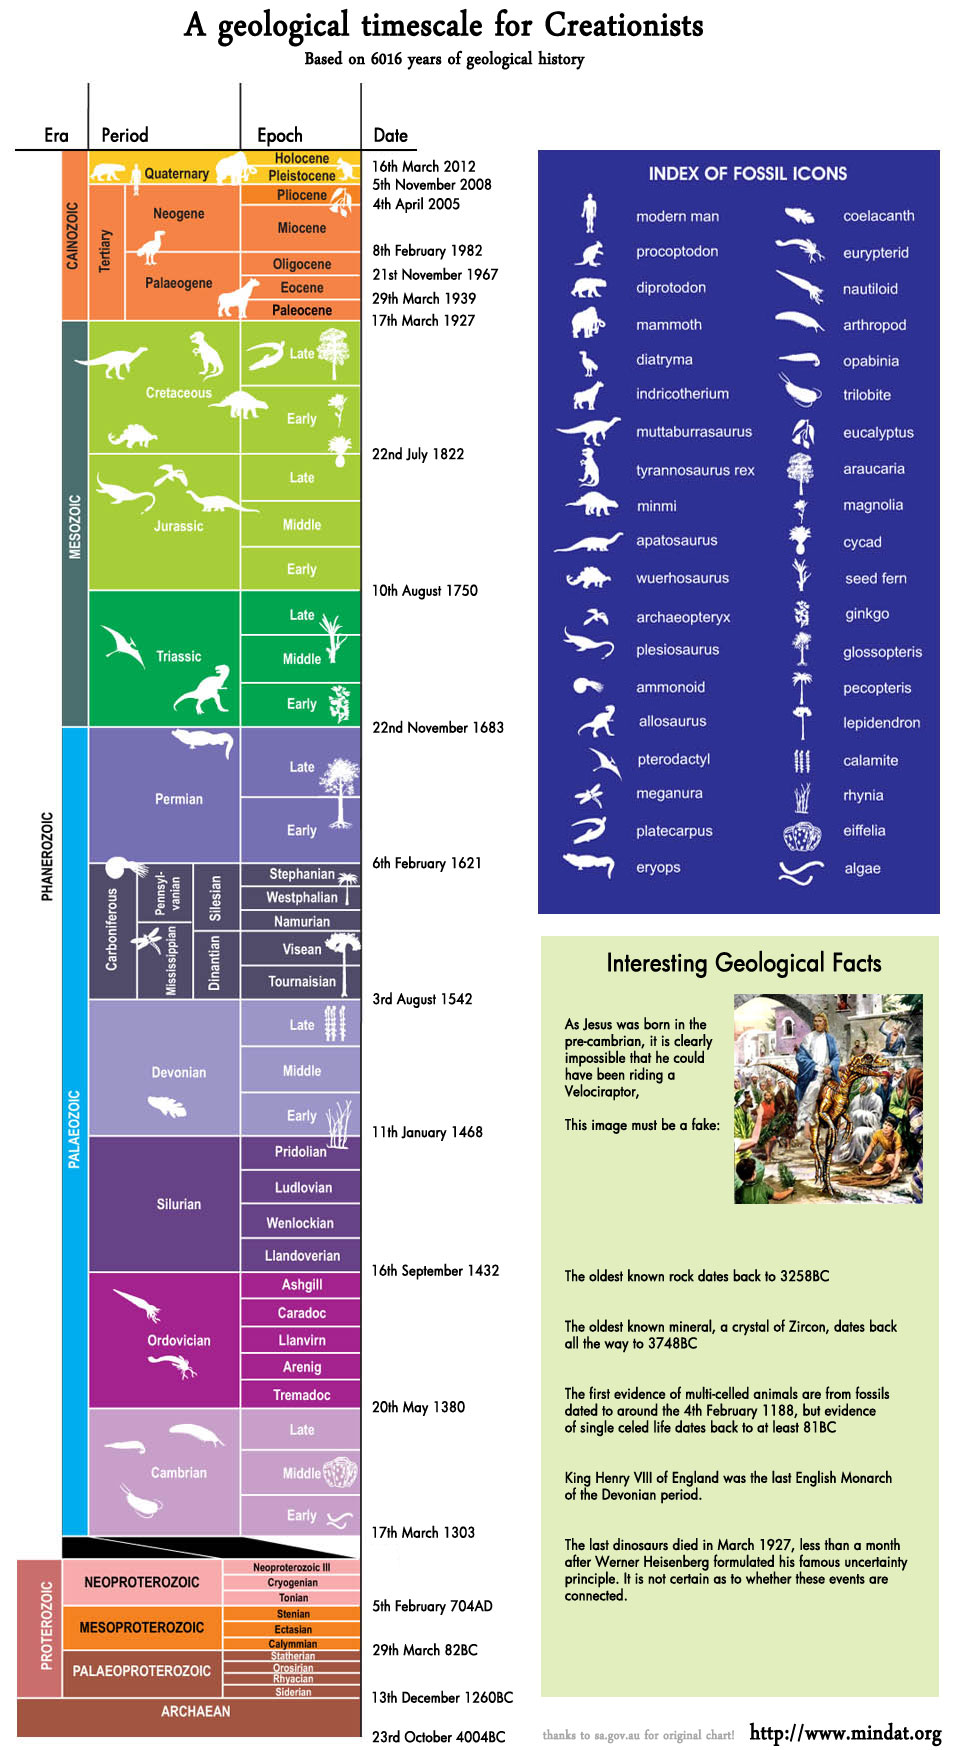 A geological timescale for Creationists
Based on 6016 years of geological history
Era Period Epoch Date
CAINOZOIC
Tertiary
Quaternary
Neogene
Palaeogene
Holocene
Pleistocene
Pliocene
Miocene
Oligocene
Eocene
Paleocene
16th March 2012
5th November 2008
4th April 2005
8th February 1982
21st November 1967
29th March 1939
17th March 1927
MESOZOIC
Cretaceous
Late
Early
22nd July 1822
Jurassic
Late
Middle
Early
10th August 1750
Triassic
Late
Middle
Early
22nd November 1683
PHANEROZOIC
PALAEOZOIC
Permian
Late
Early
6th February 1621
Carboniferous
Pennsyl-
vanian
Mississippian
Silesian
Dinantian
Stephanian
Westphalian
Namurian
Visean
Tournaisian
3rd August 1542
Devonian
Late
Middle
Early
11th January 1468
Silurian
Pridolian
Ludlovian
Wenlockian
Llandoverian
16th September 1432
Ordovician
Ashgill
Caradoc
Llanvirn
Arenig
Tremadoc
20th May 1380
Cambrian
Late
Middle
Early
17th March 1303
PROTEROZOIC
NEOPROTEROZOIC
Neoproterozoic III
Cryogenian
Tonian
5th February 704AD
MESOPROTEROZOIC
Stenian
Ectasian
Calymmian
29th March 82BC
PALAEOPROTEROZOIC
Statherian
Orosirian
Rhyacian
Siderian
13th December 1260BC
ARCHAEAN
23rd October 4004BC
INDEX OF FOSSIL ICONS
modern man
procoptodon
diprotodon
mammoth
diatryma
indricotherium
muttaburrasaurus
tyrannosaurus rex
minmi
apatosaurus
wuerhosaurus
archaeopteryx
plesiosaurus
ammonoid
allosaurus
pterodactyl
meganura
platecarpus
eryops
coelacanth
eurypterid
nautiloid
arthropod
opabinia
trilobite
eucalyptus
araucaria
magnolia
cycad
seed fern
ginkgo
glossopteris
pecopteris
lepidendron
calamite
rhynia
eiffelia
algae
Interesting Geological Facts
As Jesus was born in the
pre-cambrian, it is clearly
impossible that he could
have been riding a
Velociraptor,
This image must be a fake:
The oldest known rock dates back to 3258BC
The oldest known mineral, a crystal of Zircon, dates back
all the way to 3748BC
The first evidence of multi-celled animals are from fossils
dated to around the 4th February 1188, but evidence
of single celed life dates back to at least 81BC
King Henry VIII of England was the last English Monarch
of the Devonian period.
The last dinosaurs died in March 1927, less than a month
after Werner Heisenberg formulated his famous uncertainty
principle. It is not certain as to whether these events are
connected.
thanks to sa.gov.au for original chart! http://www.mindat.org